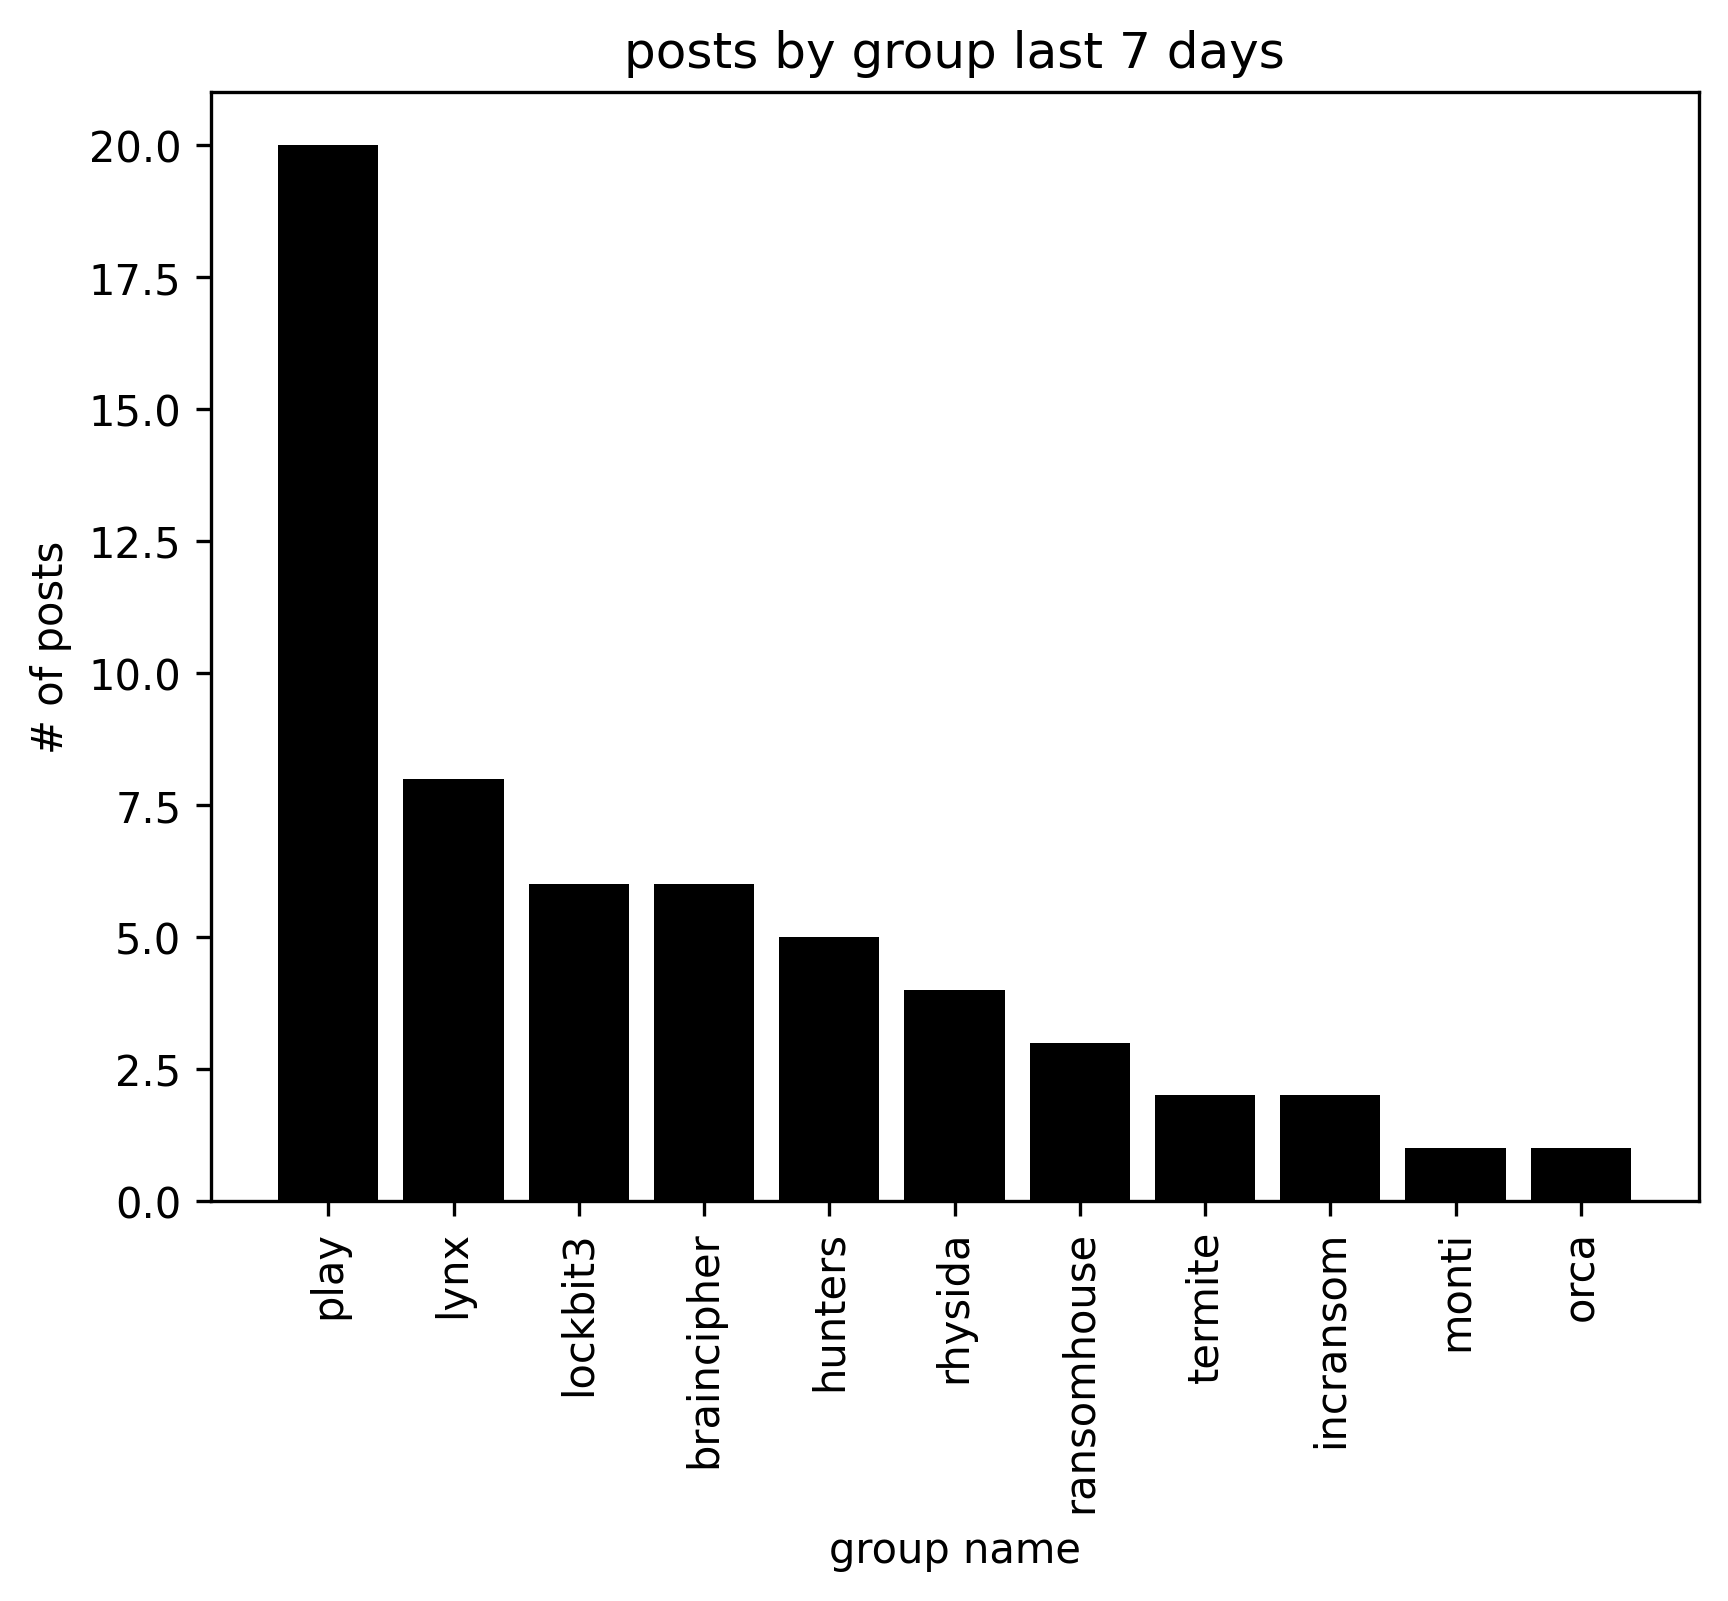 posts by group last 7 days
20.0
17.5
15.0
12.5
10.0
7.5
5.0
2.5
0.0
# of posts
play
lynx
lockbit3
braincipher
hunters
rhysida
ransomhouse
termite
incransom
monti
orca
group name